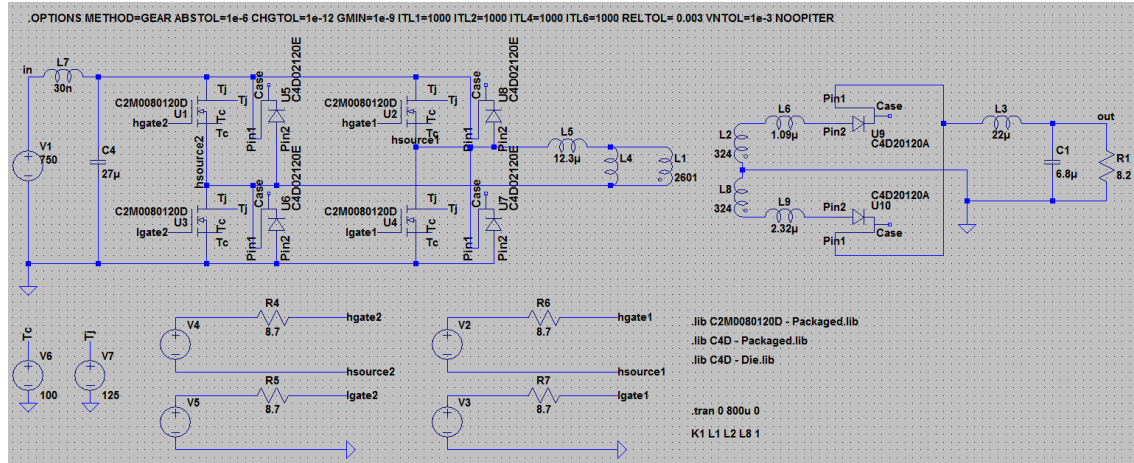 .OPTIONS METHOD=GEAR ABSTOL=1e-6 CHGTOL=1e-12 GMIN=1e-9 ITL1=1000 ITL2=1000 ITL4=1000 ITL6=1000 RELTOL= 0.003 VNTOL=1e-3 NOOPITER
in
L7
30n
V1
750
C4
27µ
C2M0080120D
U1
hgate2
Tj
Tj
Tc
Tc
hsource2
Case
Pin1
Pin2
U5
C4D02120E
C2M0080120D
U2
hgate1
Tj
Tj
Tc
Tc
hsource1
Case
Pin1
Pin2
U8
C4D02120E
C2M0080120D
U3
lgate2
Tj
Tc
Tc
Case
Pin1
Pin2
U6
C4D02120E
C2M0080120D
U4
lgate1
Tj
Tc
Tc
Case
Pin1
Pin2
U7
C4D02120E
L5
12.3µ
L4
L1
2601
L2
324
L8
324
L6
1.09µ
Pin1
Pin2
Case
U9
C4D20120A
L9
2.32µ
C4D20120A
Pin2
U10
Pin1
Case
L3
22µ
out
C1
6.8µ
R1
8.2
Tc
V6
100
Tj
V7
125
V4
R4
8.7
hgate2
hsource2
V5
R5
8.7
lgate2
V2
R6
8.7
hgate1
hsource1
V3
R7
8.7
lgate1
.lib C2M0080120D - Packaged.lib
.lib C4D - Packaged.lib
.lib C4D - Die.lib
.tran 0 800u 0
K1 L1 L2 L8 1